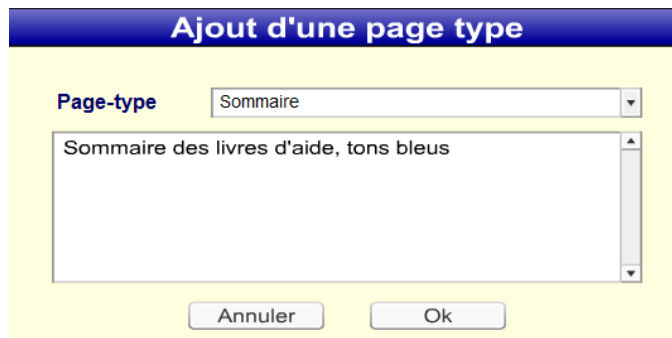 Ajout d'une page type
Page-type Sommaire
Sommaire des livres d'aide, tons bleus
Annuler Ok